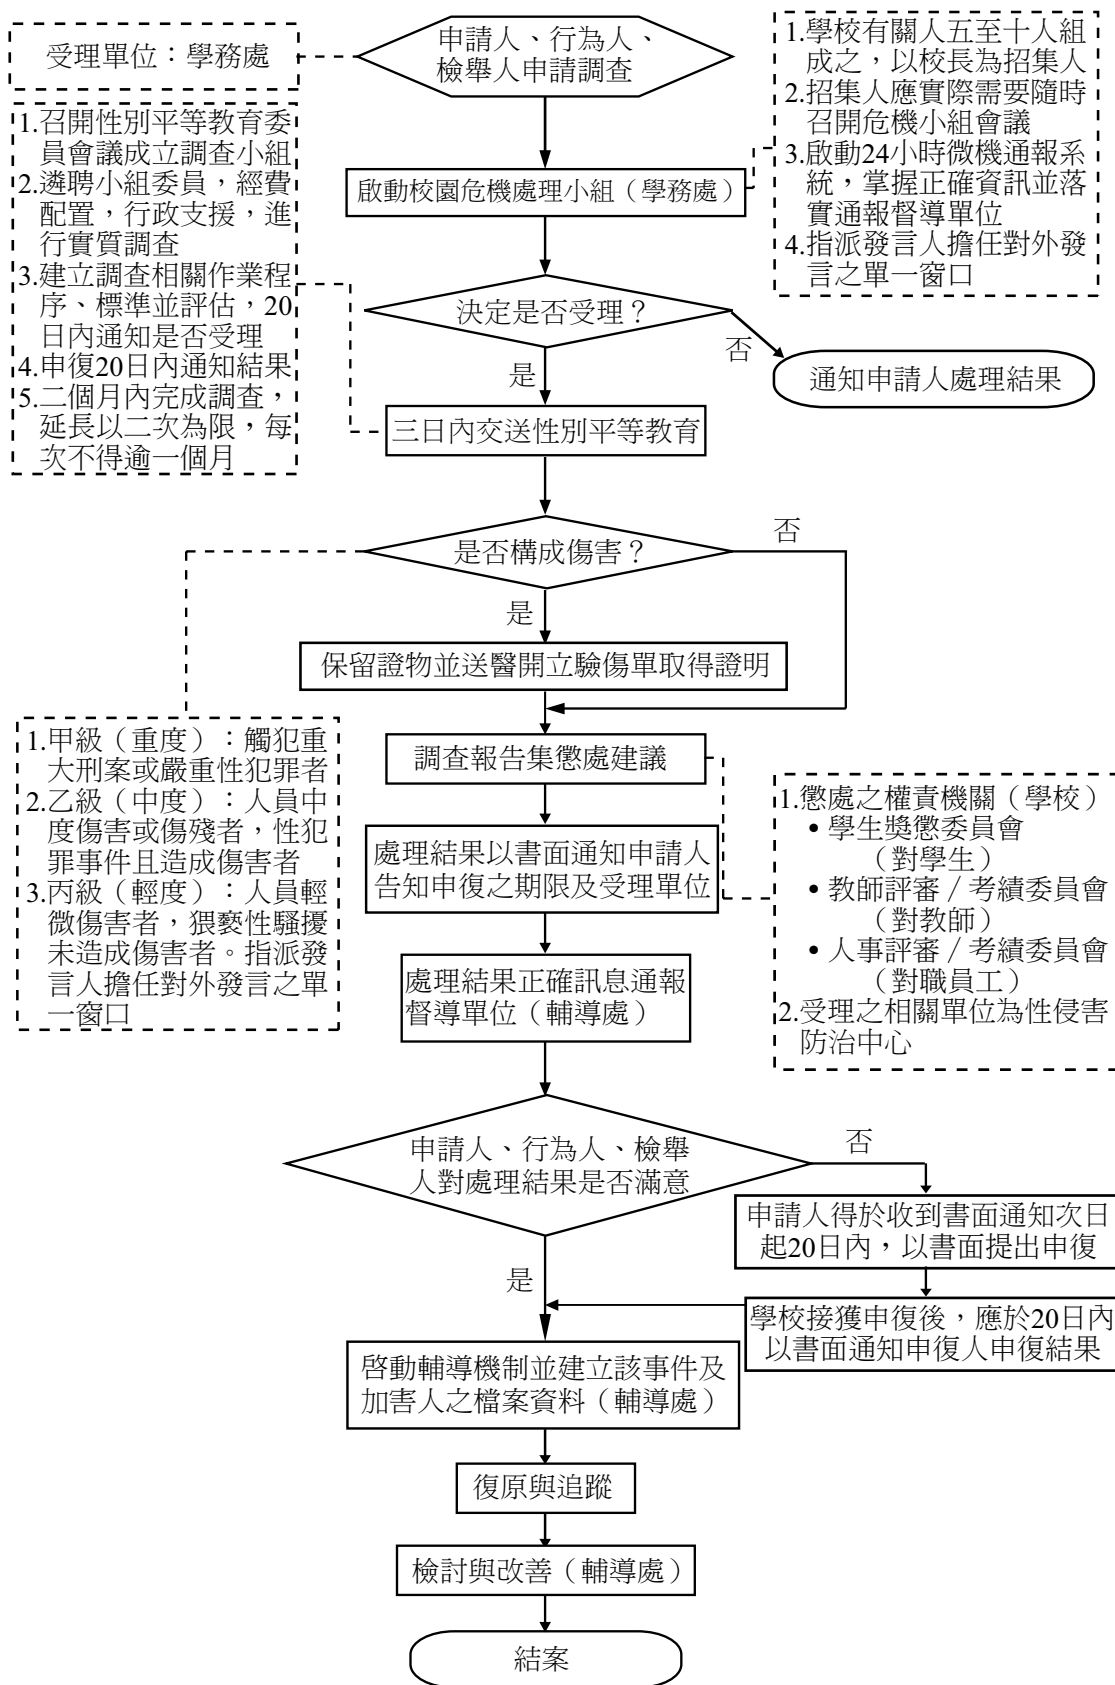 受理單位：學務處
申請人、行為人、
檢舉人申請調查
1.學校有關人五至十人組
成之，以校長為招集人
2.招集人應實際需要隨時
召開危機小組會議
3.啟動24小時微機通報系
統，掌握正確資訊並落
實通報督導單位
4.指派發言人擔任對外發
言之單一窗口
1.召開性別平等教育委
員會議成立調查小組
2.遴聘小組委員，經費
配置，行政支援，進
行實質調查
3.建立調查相關作業程
序、標準並評估，20
日內通知是否受理
4.申復20日內通知結果
5.二個月內完成調查，
延長以二次為限，每
次不得逾一個月
啟動校園危機處理小組（學務處）
決定是否受理？
否
通知申請人處理結果
是
三日內交送性別平等教育
是否構成傷害？
否
是
保留證物並送醫開立驗傷單取得證明
1.甲級（重度）：觸犯重
大刑案或嚴重性犯罪者
2.乙級（中度）：人員中
度傷害或傷殘者，性犯
罪事件且造成傷害者
3.丙級（輕度）：人員輕
微傷害者，猥褻性騷擾
未造成傷害者。指派發
言人擔任對外發言之單
一窗口
調查報告集懲處建議
1.懲處之權責機關（學校）
•學生獎懲委員會
（對學生）
•教師評審／考績委員會
（對教師）
•人事評審／考績委員會
（對職員工）
2.受理之相關單位為性侵害
防治中心
處理結果以書面通知申請人
告知申復之期限及受理單位
處理結果正確訊息通報
督導單位（輔導處）
申請人、行為人、檢舉
人對處理結果是否滿意
否
申請人得於收到書面通知次日
起20日內，以書面提出申復
是
學校接獲申復後，應於20日內
以書面通知申復人申復結果
啓動輔導機制並建立該事件及
加害人之檔案資料（輔導處）
復原與追蹤
檢討與改善（輔導處）
結案